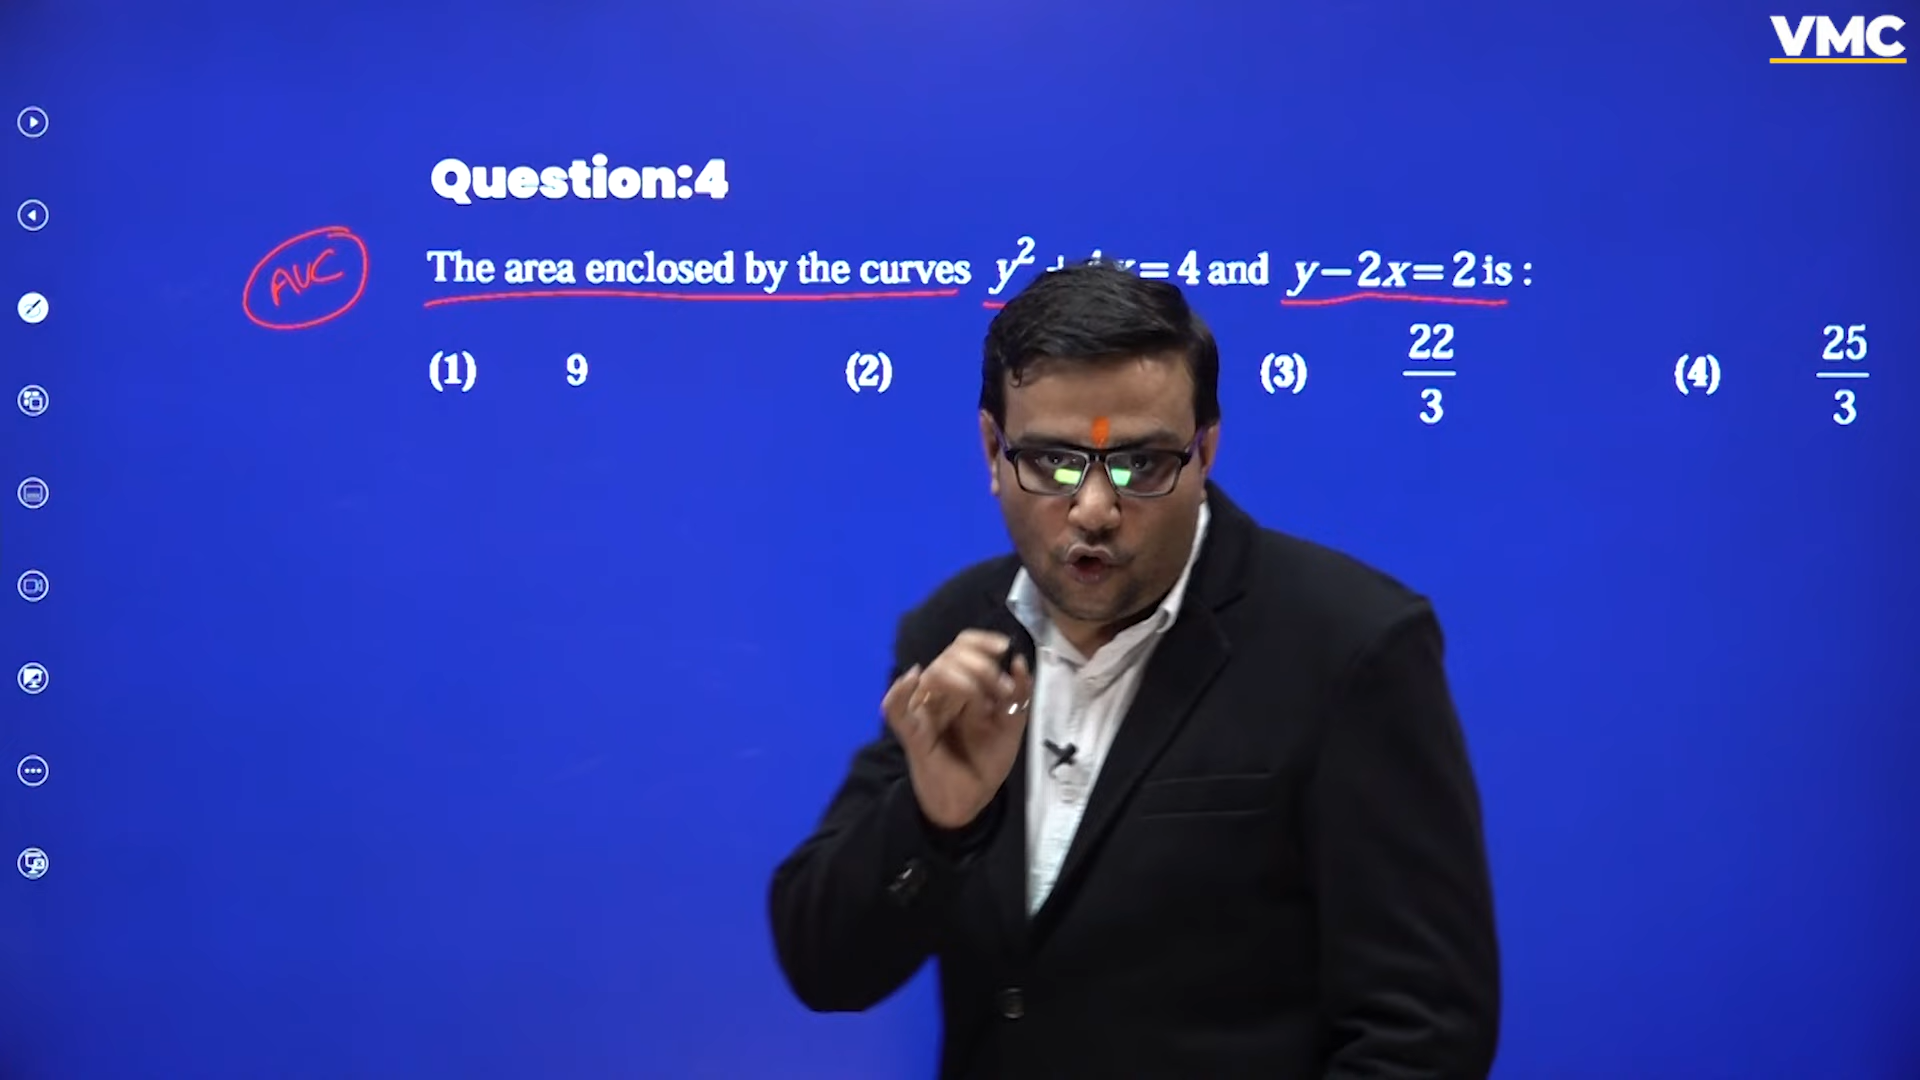 VMC
Question:4
AUC
The area enclosed by the curves y² + 4x = 4 and y − 2x = 2 is :
(1) 9 (2) (3) 22/3 (4) 25/3